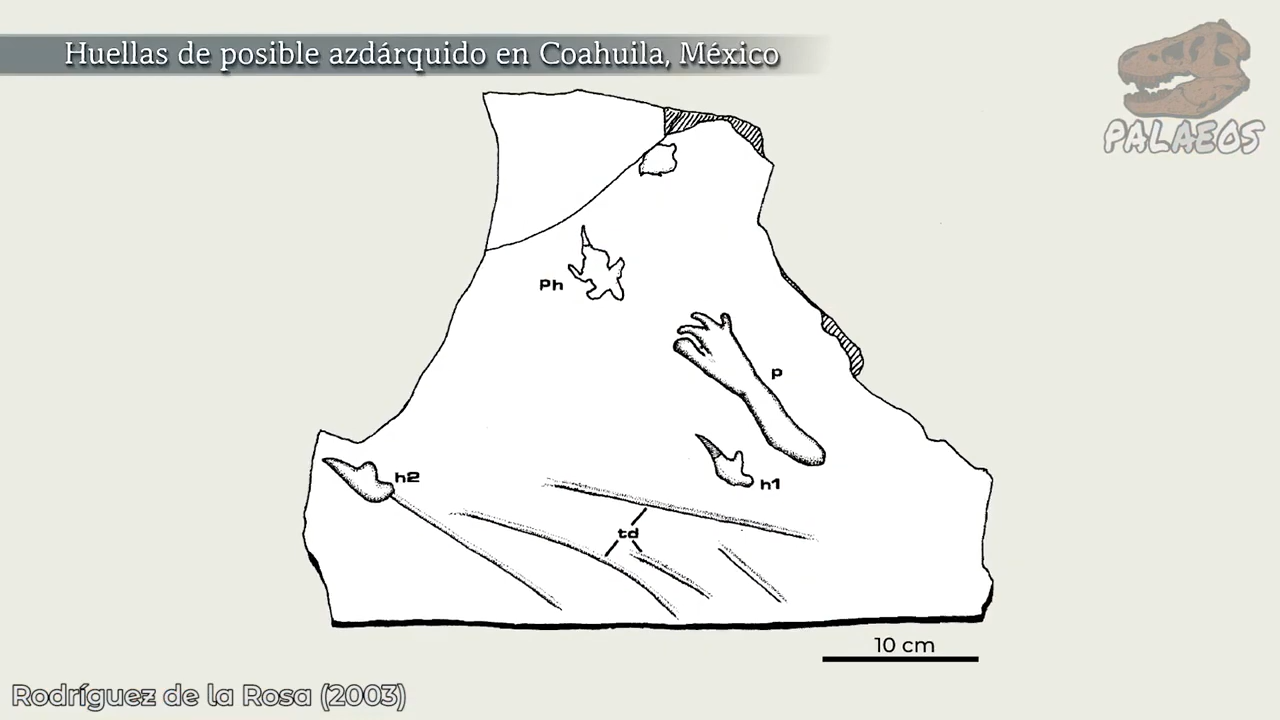 Huellas de posible azdárquido en Coahuila, México
PALAEOS
Ph
p
h2
h1
td
10 cm
Rodríguez de la Rosa (2003)